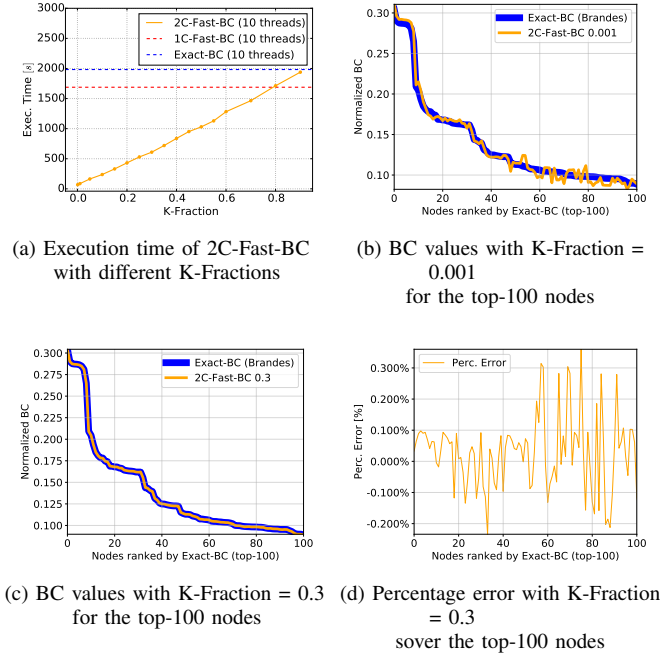 3000
2500
2000
1500
1000
500
0
Exec. Time [s]
2C-Fast-BC (10 threads)
1C-Fast-BC (10 threads)
Exact-BC (10 threads)
0.0 0.2 0.4 0.6 0.8 1.0
K-Fraction
(a) Execution time of 2C-Fast-BC
with different K-Fractions
0.30
0.25
0.20
0.15
0.10
Normalized BC
Exact-BC (Brandes)
2C-Fast-BC 0.001
0 20 40 60 80 100
Nodes ranked by Exact-BC (top-100)
(b) BC values with K-Fraction =
0.001
for the top-100 nodes
0.300
0.275
0.250
0.225
0.200
0.175
0.150
0.125
0.100
Normalized BC
Exact-BC (Brandes)
2C-Fast-BC 0.3
0 20 40 60 80 100
Nodes ranked by Exact-BC (top-100)
(c) BC values with K-Fraction = 0.3
for the top-100 nodes
0.300%
0.200%
0.100%
0.000%
-0.100%
-0.200%
Perc. Error [%]
Perc. Error
0 20 40 60 80 100
Nodes ranked by Exact-BC (top-100)
(d) Percentage error with K-Fraction
= 0.3
sover the top-100 nodes